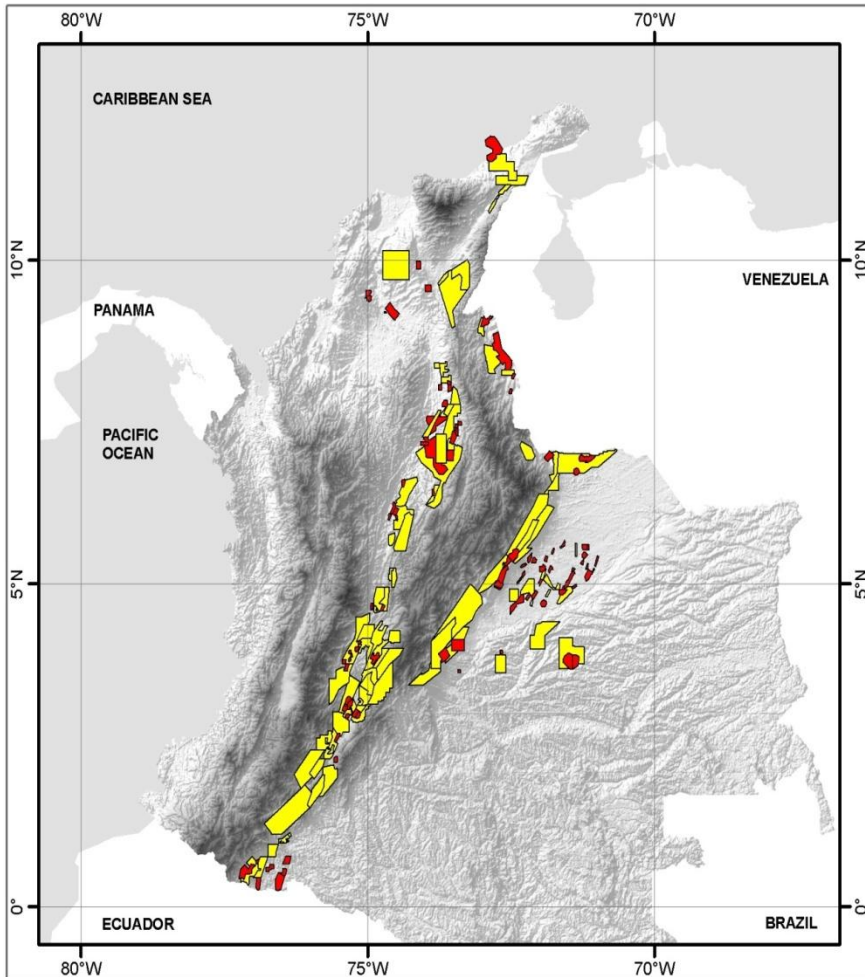 80°W 75°W 70°W
CARIBBEAN SEA
10°N 10°N
VENEZUELA
PANAMA
PACIFIC
OCEAN
5°N 5°N
0° 0°
ECUADOR BRAZIL
80°W 75°W 70°W